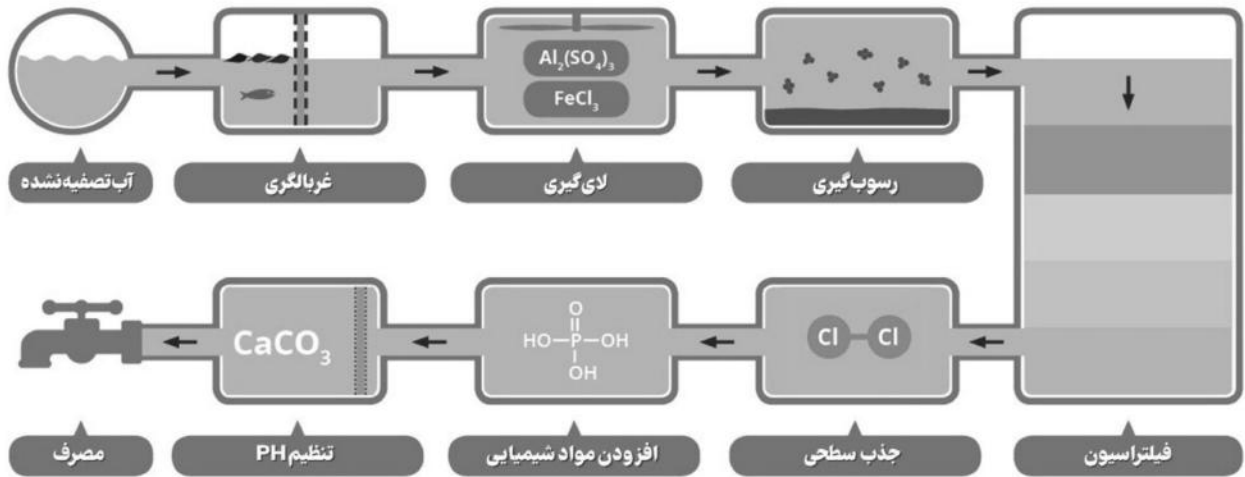 Al₂(SO₄)₃
FeCl₃
آب تصفیه نشده
غربالگری
لای گیری
رسوب گیری
فیلتراسیون
Cl Cl
جذب سطحی
O
HO P OH
OH
افزودن مواد شیمیایی
CaCO₃
تنظیم PH
مصرف